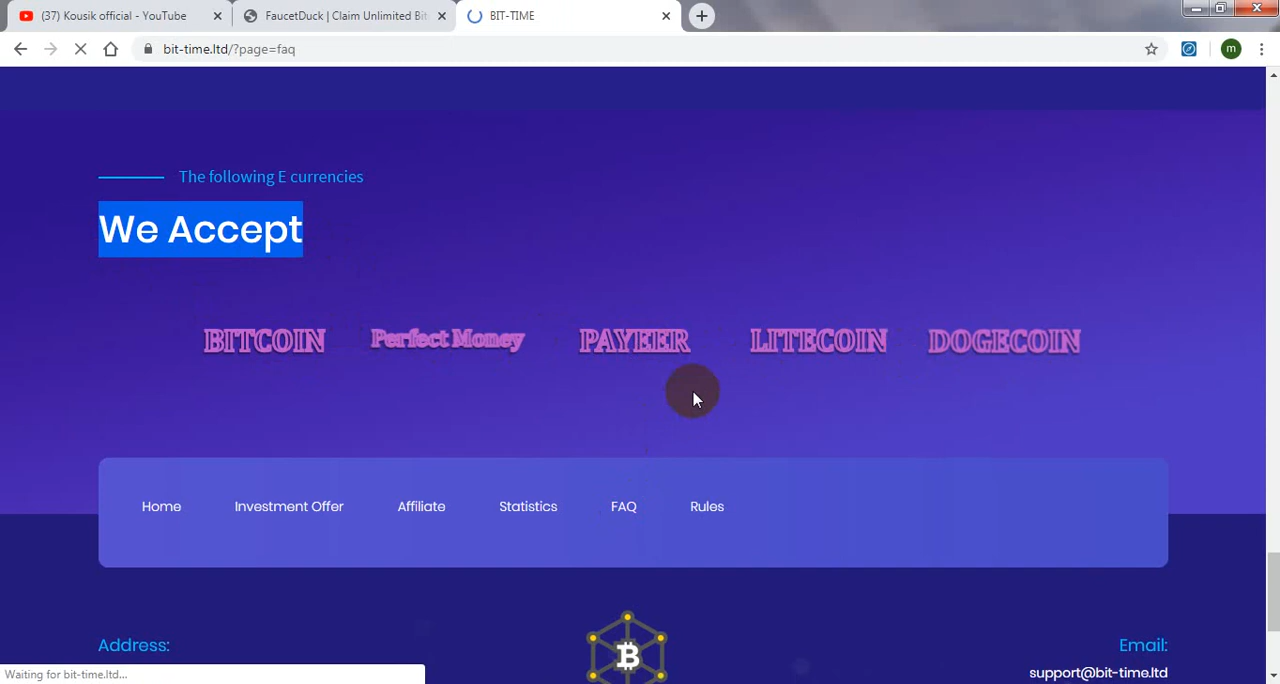 (37) Kousik official - YouTube
FaucetDuck | Claim Unlimited Bit
BIT-TIME
bit-time.ltd/?page=faq
m
The following E currencies
We Accept
BITCOIN Perfect Money PAYEER LITECOIN DOGECOIN
Home Investment Offer Affiliate Statistics FAQ Rules
Address:
Email:
support@bit-time.ltd
Waiting for bit-time.ltd...